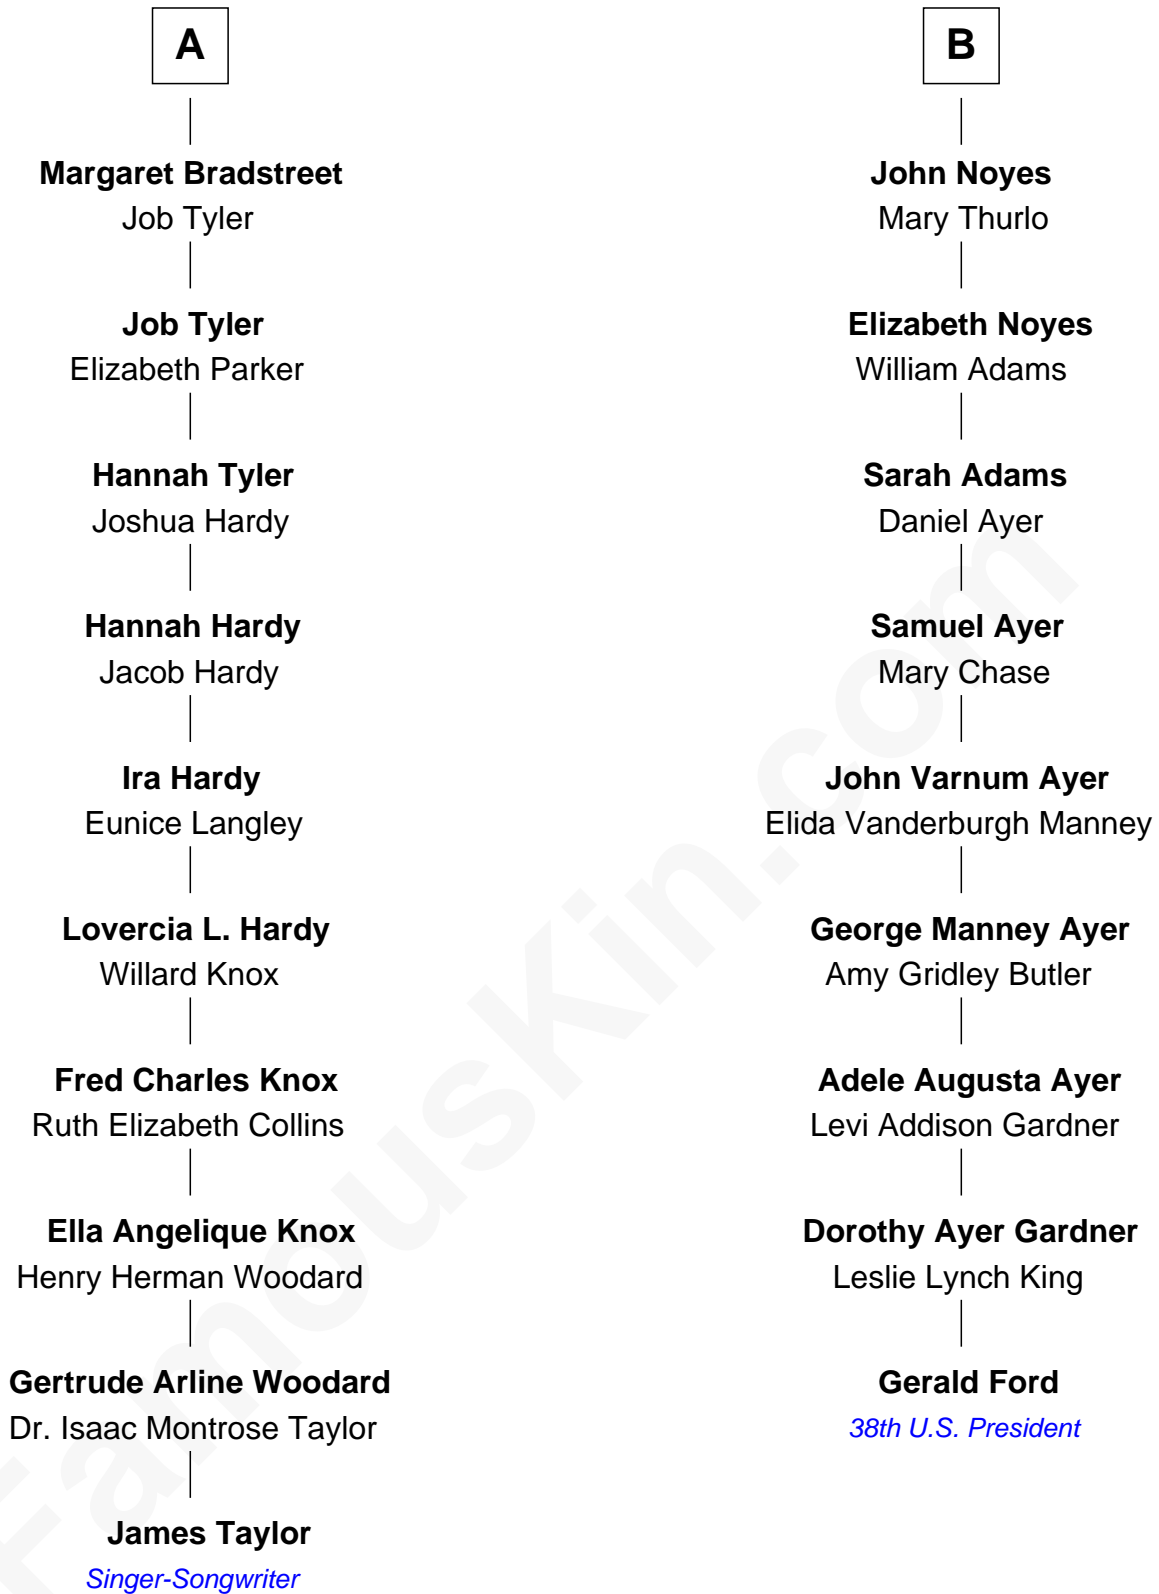 A
Margaret Bradstreet
Job Tyler
Job Tyler
Elizabeth Parker
Hannah Tyler
Joshua Hardy
Hannah Hardy
Jacob Hardy
Ira Hardy
Eunice Langley
Lovercia L. Hardy
Willard Knox
Fred Charles Knox
Ruth Elizabeth Collins
Ella Angelique Knox
Henry Herman Woodard
Gertrude Arline Woodard
Dr. Isaac Montrose Taylor
James Taylor
Singer-Songwriter
B
John Noyes
Mary Thurlo
Elizabeth Noyes
William Adams
Sarah Adams
Daniel Ayer
Samuel Ayer
Mary Chase
John Varnum Ayer
Elida Vanderburgh Manney
George Manney Ayer
Amy Gridley Butler
Adele Augusta Ayer
Levi Addison Gardner
Dorothy Ayer Gardner
Leslie Lynch King
Gerald Ford
38th U.S. President
FamousKin.com